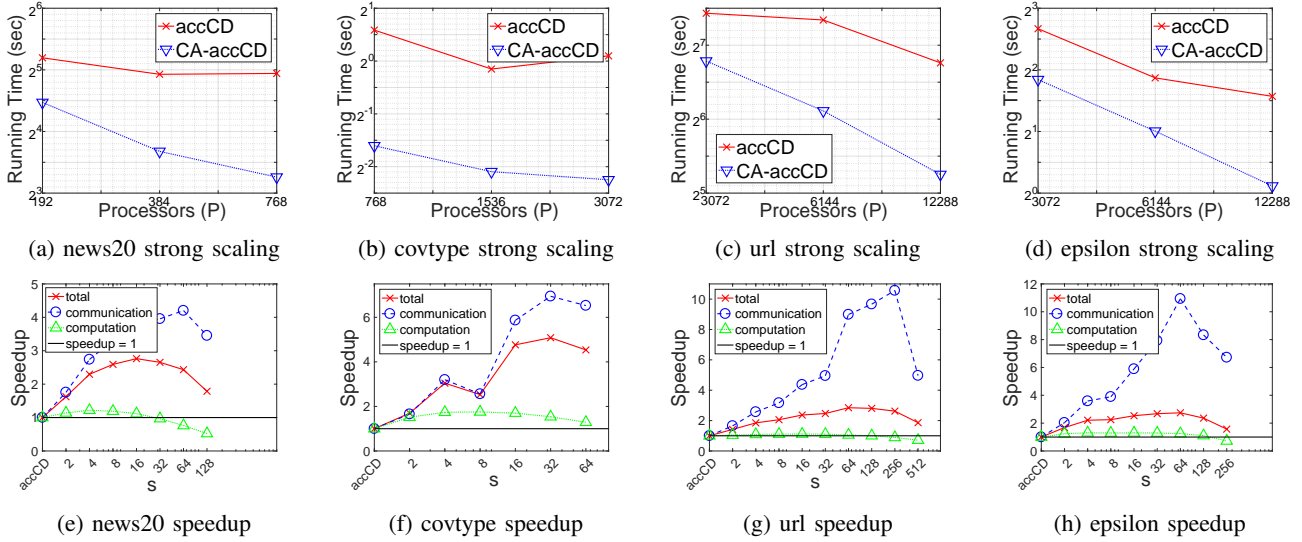 2^6
2^5
2^4
2^3
Running Time (sec)
accCD
CA-accCD
192
384
768
Processors (P)
(a) news20 strong scaling
2^1
2^0
2^-1
2^-2
Running Time (sec)
accCD
CA-accCD
768
1536
3072
Processors (P)
(b) covtype strong scaling
2^7
2^6
2^5
Running Time (sec)
accCD
CA-accCD
3072
6144
12288
Processors (P)
(c) url strong scaling
2^3
2^2
2^1
2^0
Running Time (sec)
accCD
CA-accCD
3072
6144
12288
Processors (P)
(d) epsilon strong scaling
5
4
3
2
1
0
Speedup
total
communication
computation
speedup = 1
accCD 2 4 8 16 32 64 128
s
(e) news20 speedup
6
4
2
0
Speedup
total
communication
computation
speedup = 1
accCD 2 4 8 16 32 64
s
(f) covtype speedup
10
8
6
4
2
0
Speedup
total
communication
computation
speedup = 1
accCD 2 4 8 16 32 64 128 256 512
s
(g) url speedup
12
10
8
6
4
2
0
Speedup
total
communication
computation
speedup = 1
accCD 2 4 8 16 32 64 128 256
s
(h) epsilon speedup